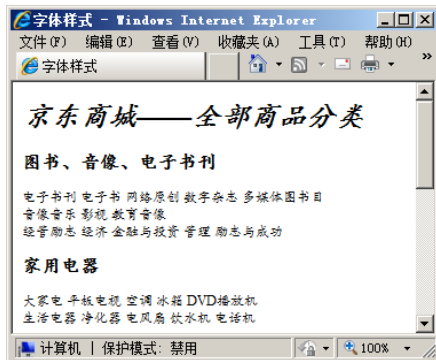 字体样式 - Windows Internet Explorer
文件(F) 编辑(E) 查看(V) 收藏夹(A) 工具(T) 帮助(H)
字体样式
京东商城——全部商品分类
图书、音像、电子书刊
电子书刊 电子书 网络原创 数字杂志 多媒体图书目
音像音乐 影视 教育音像
经管励志 经济 金融与投资 管理 励志与成功
家用电器
大家电 平板电视 空调 冰箱 DVD播放机
生活电器 净化器 电风扇 饮水机 电话机
计算机 | 保护模式: 禁用 100%